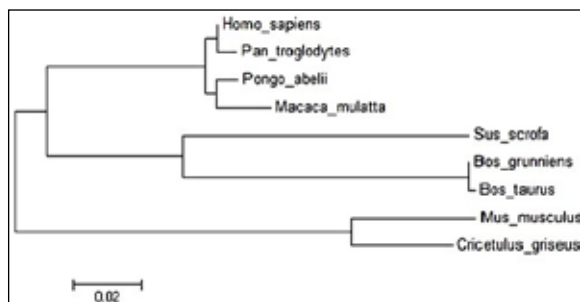 Homo_sapiens
Pan_troglodytes
Pongo_abelii
Macaca_mulatta
Sus_scrofa
Bos_grunniens
Bos_taurus
Mus_musculus
Cricetulus_griseus
0.02